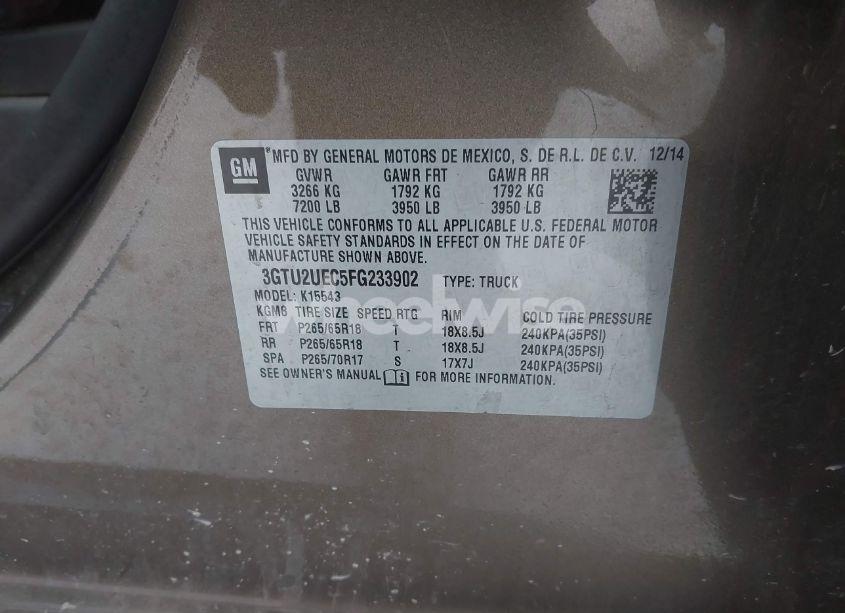 GM
*MFD BY GENERAL MOTORS DE MEXICO, S. DE R.L. DE C.V. 12/14
GVWR GAWR FRT GAWR RR
3266 KG 1792 KG 1792 KG
7200 LB 3950 LB 3950 LB
THIS VEHICLE CONFORMS TO ALL APPLICABLE U.S. FEDERAL MOTOR
VEHICLE SAFETY STANDARDS IN EFFECT ON THE DATE OF
MANUFACTURE SHOWN ABOVE.
3GTU2UEC5FG233902 TYPE: TRUCK
MODEL: K15543
wheelwise
KGM8 TIRE SIZE SPEED RTG RIM COLD TIRE PRESSURE
FRT P265/65R18 T 18X8.5J 240KPA(35PSI)
RR P265/65R18 T 18X8.5J 240KPA(35PSI)
SPA P265/70R17 S 17X7J 240KPA(35PSI)
SEE OWNER'S MANUAL FOR MORE INFORMATION.